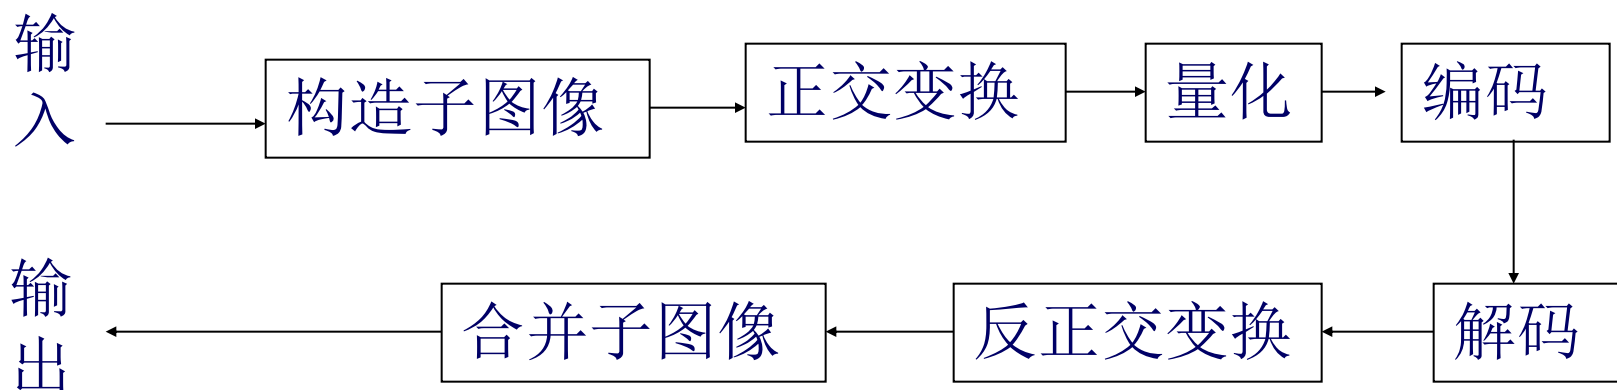 输入
构造子图像
正交变换
量化
编码
输出
合并子图像
反正交变换
解码